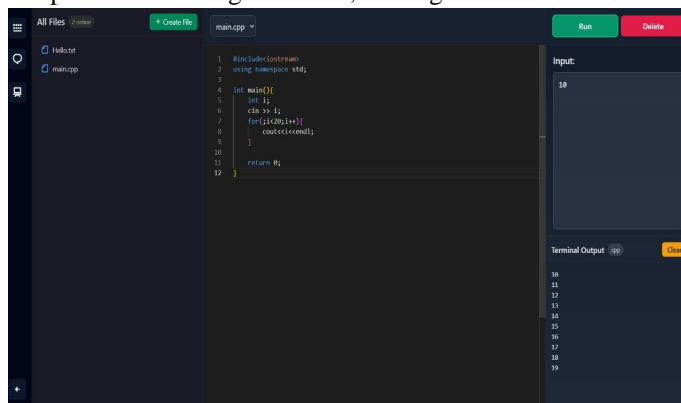 All Files 2 online
+ Create File
Hello.txt
main.cpp
main.cpp
1 #include<iostream>
2 using namespace std;
3
4 int main(){
5 int i;
6 cin >> i;
7 for(;i<20;i++){
8 cout<<i<<endl;
9 }
10
11 return 0;
12 }
Run
Delete
Input:
10
Terminal Output cpp
Clear
10
11
12
13
14
15
16
17
18
19